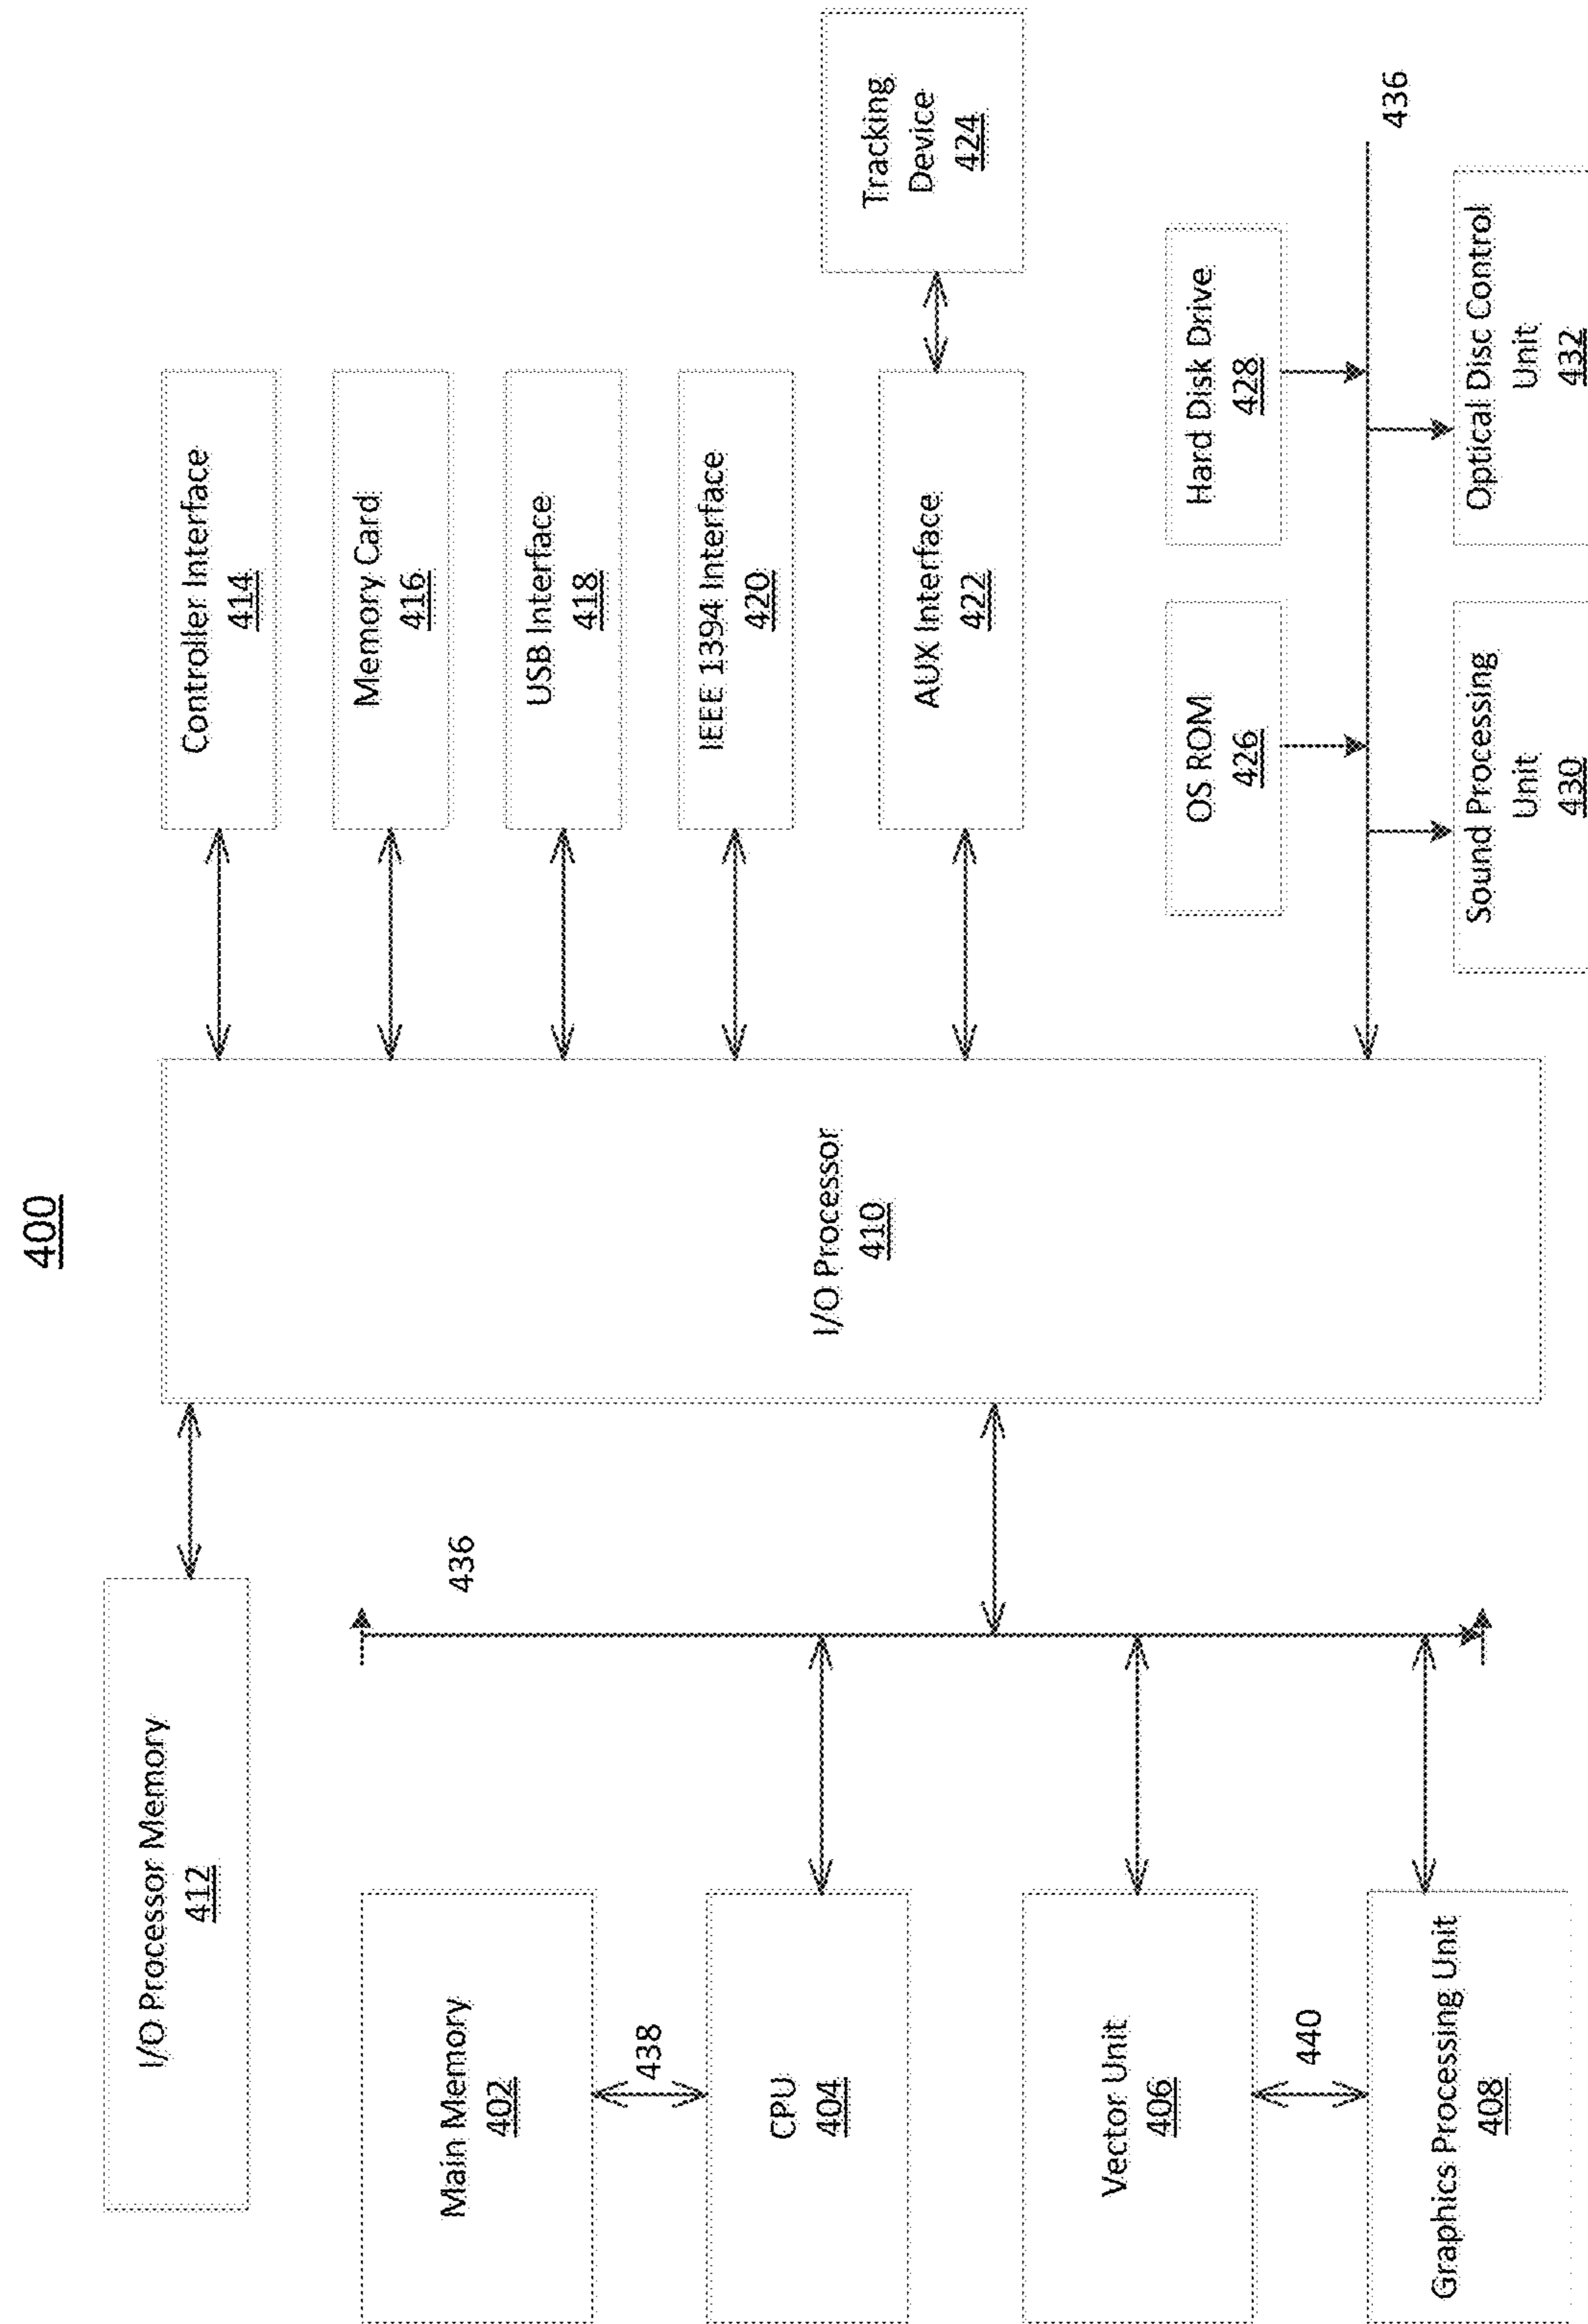 400
I/O Processor Memory
412
Main Memory
402
438
CPU
404
Vector Unit
406
440
Graphics Processing Unit
408
436
I/O Processor
410
Controller Interface
414
Memory Card
416
USB Interface
418
IEEE 1394 Interface
420
AUX Interface
422
Tracking
Device
424
OS ROM
426
Hard Disk Drive
428
436
Sound Processing
Unit
430
Optical Disc Control
Unit
432